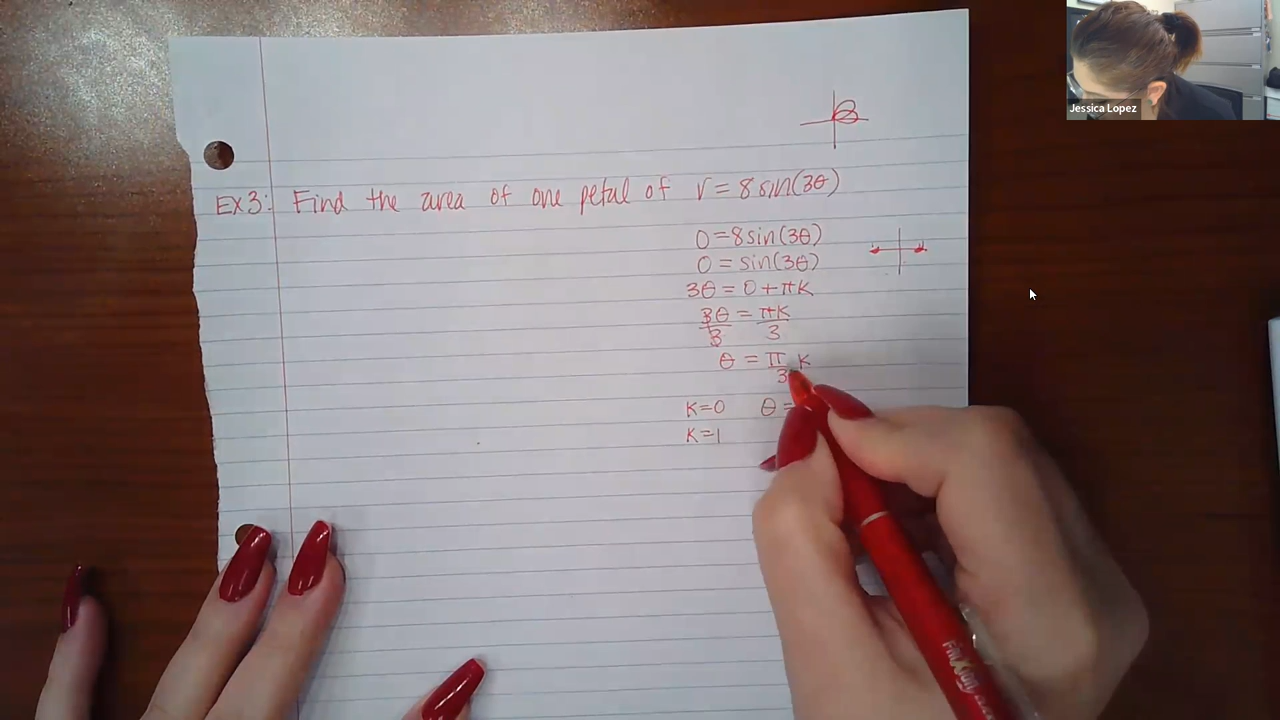 Jessica Lopez
EX3: Find the area of one petal of r = 8 sin(3θ)
0 = 8sin(3θ)
0 = sin(3θ)
3θ = 0 + πK
3θ/3 = πK/3
θ = π/3 K
K=0 θ =
K=1
FriXion